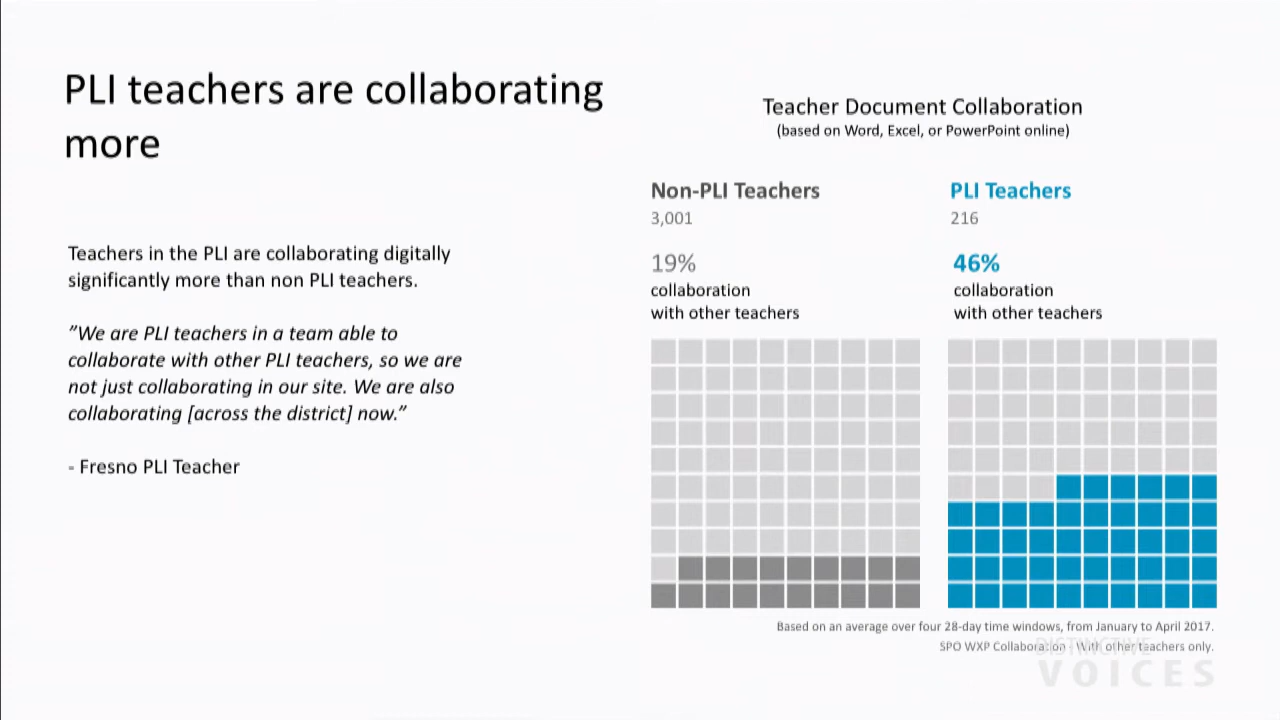 PLI teachers are collaborating
more
Teachers in the PLI are collaborating digitally
significantly more than non PLI teachers.
”We are PLI teachers in a team able to
collaborate with other PLI teachers, so we are
not just collaborating in our site. We are also
collaborating [across the district] now.”
- Fresno PLI Teacher
Teacher Document Collaboration
(based on Word, Excel, or PowerPoint online)
Non-PLI Teachers
3,001
19%
collaboration
with other teachers
PLI Teachers
216
46%
collaboration
with other teachers
Based on an average over four 28-day time windows, from January to April 2017.
SPO WXP Collaboration - With other teachers only.
DISTINCTIVE
VOICES